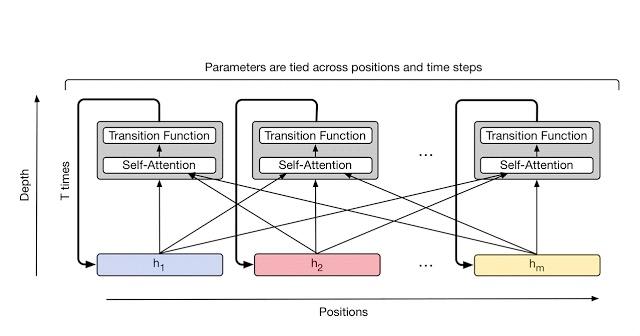 Parameters are tied across positions and time steps
Depth
T times
Transition Function
Self-Attention
h1
Transition Function
Self-Attention
h2
...
...
Transition Function
Self-Attention
hm
Positions